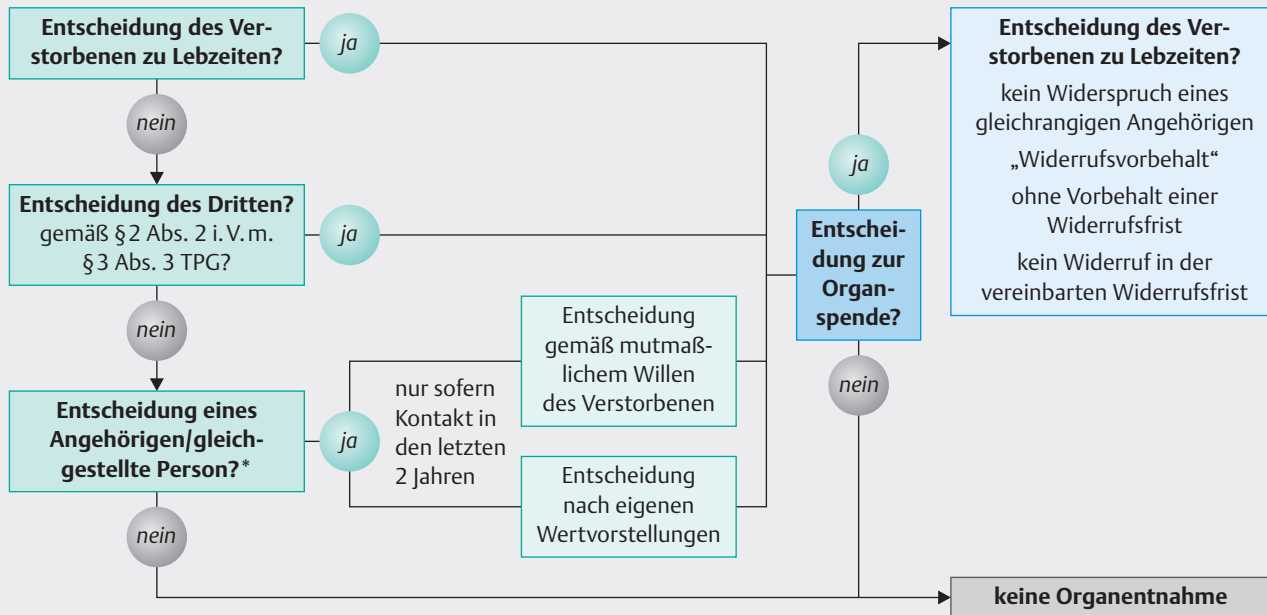 Entscheidung des Ver-
storbenen zu Lebzeiten?
ja
nein
Entscheidung des Dritten?
gemäß § 2 Abs. 2 i. V. m.
§ 3 Abs. 3 TPG?
ja
nein
Entscheidung eines
Angehörigen/gleich-
gestellte Person?*
ja
nein
nur sofern
Kontakt in
den letzten
2 Jahren
Entscheidung
gemäß mutmaß-
lichem Willen
des Verstorbenen
Entscheidung
nach eigenen
Wertvorstellungen
Entschei-
dung zur
Organ-
spende?
ja
nein
Entscheidung des Ver-
storbenen zu Lebzeiten?
kein Widerspruch eines
gleichrangigen Angehörigen
„Widerrufsvorbehalt“
ohne Vorbehalt einer
Widerrufsfrist
kein Widerruf in der
vereinbarten Widerrufsfrist
keine Organentnahme